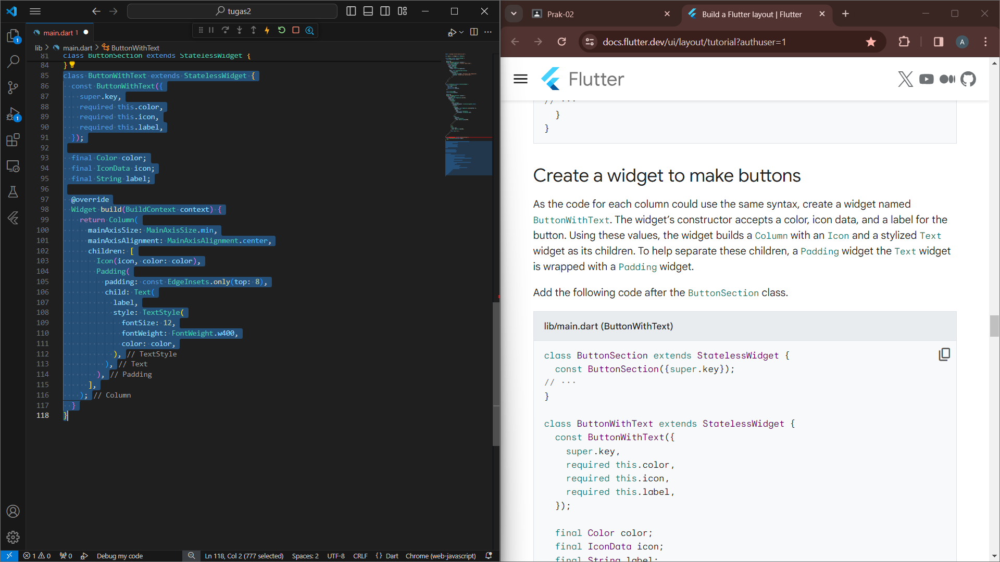 tugas2
main.dart 1
lib > main.dart > ButtonWithText
81 class ButtonSection extends StatelessWidget {
84 }
85 class ButtonWithText extends StatelessWidget {
86 const ButtonWithText({
87 super.key,
88 required this.color,
89 required this.icon,
90 required this.label,
91 });
92
93 final Color color;
94 final IconData icon;
95 final String label;
96
97 @override
98 Widget build(BuildContext context) {
99 return Column(
100 mainAxisSize: MainAxisSize.min,
101 mainAxisAlignment: MainAxisAlignment.center,
102 children: [
103 Icon(icon, color: color),
104 Padding(
105 padding: const EdgeInsets.only(top: 8),
106 child: Text(
107 label,
108 style: TextStyle(
109 fontSize: 12,
110 fontWeight: FontWeight.w400,
111 color: color,
112 ), // TextStyle
113 ), // Text
114 ), // Padding
115 ],
116 ); // Column
117 }
118 }
1
1
1 0 0 Debug my code Ln 118, Col 2 (777 selected) Spaces: 2 UTF-8 CRLF {} Dart Chrome (web-javascript)
Prak-02
Build a Flutter layout | Flutter
docs.flutter.dev/ui/layout/tutorial?authuser=1
A
Flutter
// ···
}
}
Create a widget to make buttons
As the code for each column could use the same syntax, create a widget named
ButtonWithText. The widget’s constructor accepts a color, icon data, and a label for the
button. Using these values, the widget builds a Column with an Icon and a stylized Text
widget as its children. To help separate these children, a Padding widget the Text widget
is wrapped with a Padding widget.
Add the following code after the ButtonSection class.
lib/main.dart (ButtonWithText)
class ButtonSection extends StatelessWidget {
const ButtonSection({super.key});
// ···
}
class ButtonWithText extends StatelessWidget {
const ButtonWithText({
super.key,
required this.color,
required this.icon,
required this.label,
});
final Color color;
final IconData icon;
final String label;